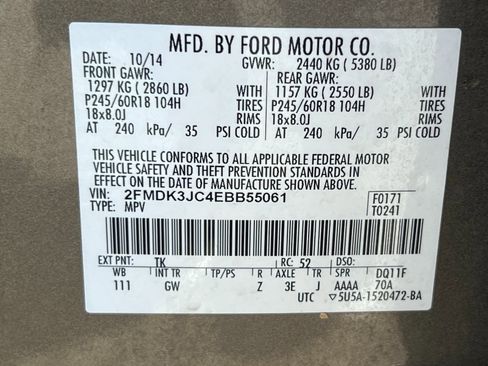 MFD. BY FORD MOTOR CO.
DATE: 10/14 GVWR: 2440 KG ( 5380 LB)
FRONT GAWR: REAR GAWR:
1297 KG ( 2860 LB) WITH 1157 KG ( 2550 LB) WITH
P245/60R18 104H TIRES P245/60R18 104H TIRES
18x8.0J RIMS 18x8.0J RIMS
AT 240 kPa/ 35 PSI COLD AT 240 kPa/ 35 PSI COLD
THIS VEHICLE CONFORMS TO ALL APPLICABLE FEDERAL MOTOR
VEHICLE SAFETY AND THEFT PREVENTION STANDARDS IN
EFFECT ON THE DATE OF MANUFACTURE SHOWN ABOVE.
VIN: 2FMDK3JC4EBB55061 F0171
TYPE: MPV T0241
EXT PNT: TK RC: 52 DSO:
WB INT TR TP/PS R AXLE TR SPR DQ11F
111 GW Z 3E J AAAA 70A
UTC ▽5U5A-1520472-BA